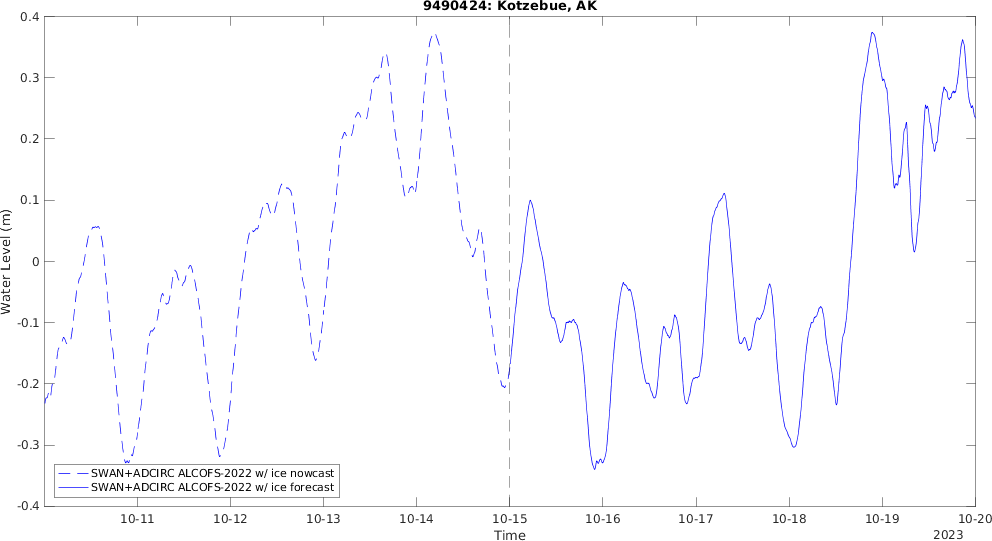 9490424: Kotzebue, AK
0.4
0.3
0.2
0.1
0
-0.1
-0.2
-0.3
-0.4
Water Level (m)
SWAN+ADCIRC ALCOFS-2022 w/ ice nowcast
SWAN+ADCIRC ALCOFS-2022 w/ ice forecast
10-11 10-12 10-13 10-14 10-15 10-16 10-17 10-18 10-19 10-20
Time
2023